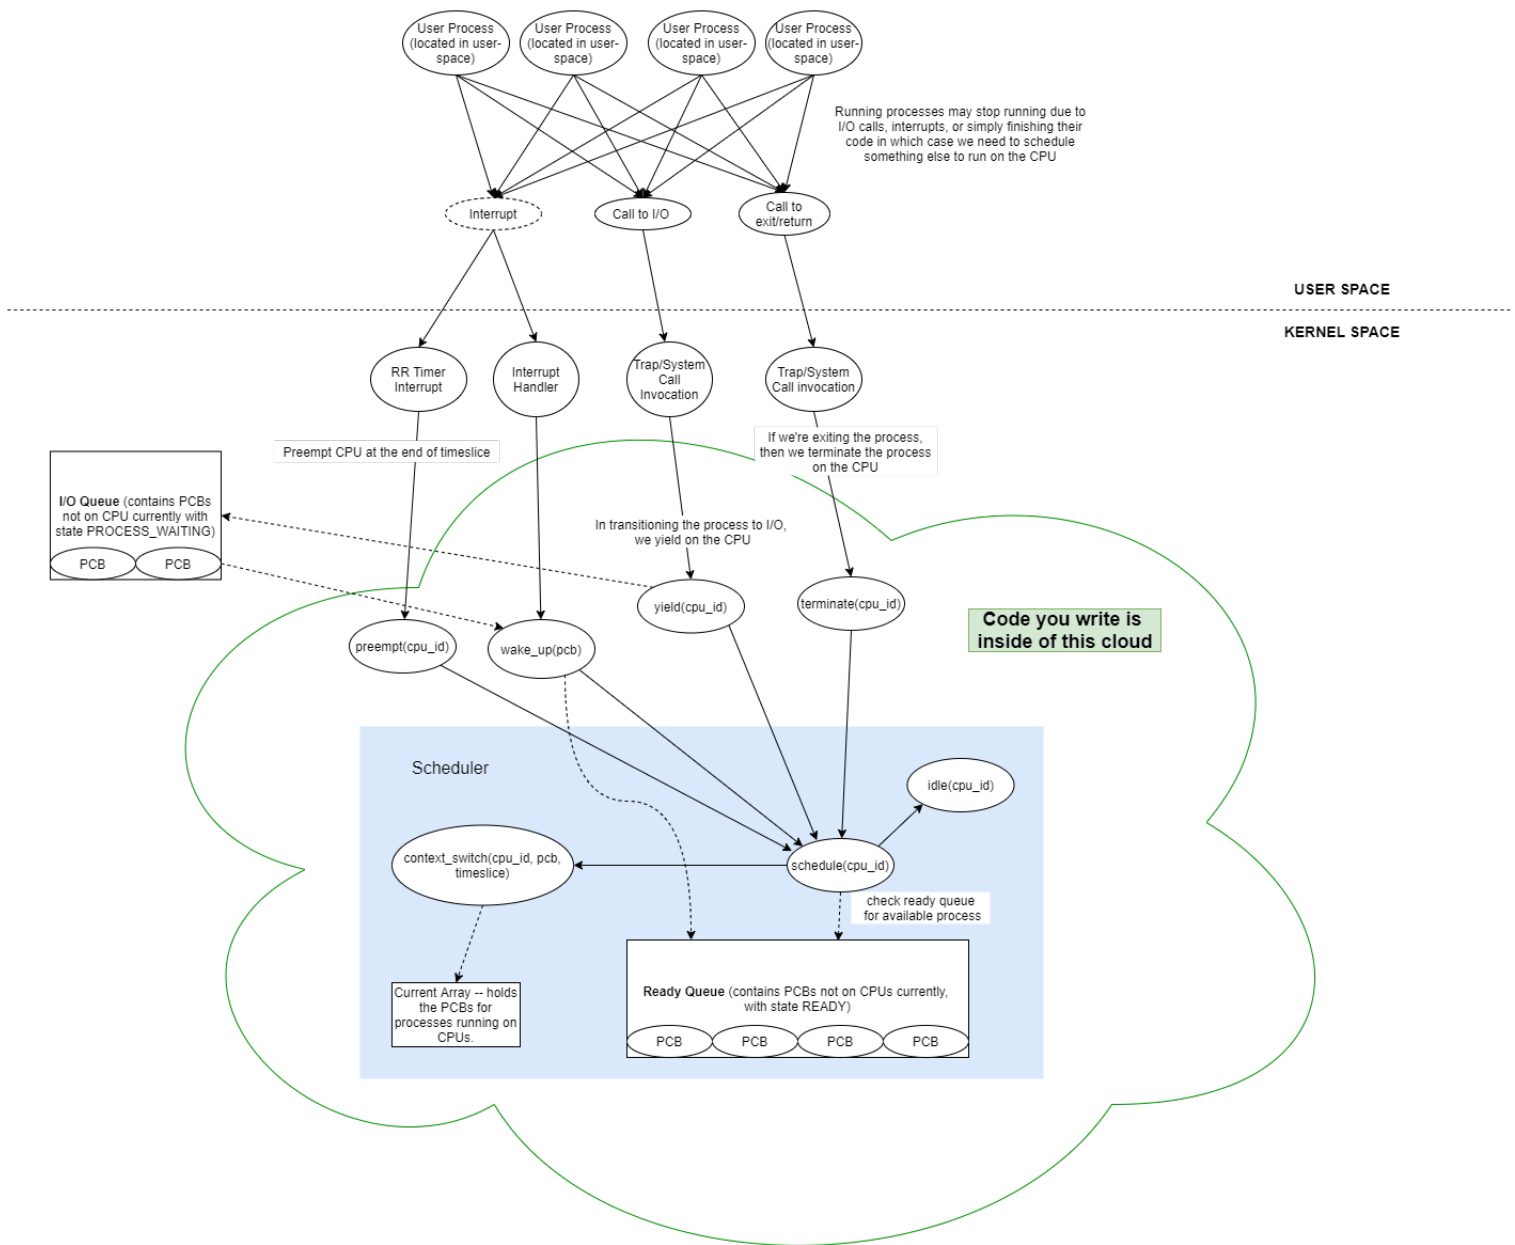 User Process
(located in user-
space)
User Process
(located in user-
space)
User Process
(located in user-
space)
User Process
(located in user-
space)
Running processes may stop running due to
I/O calls, interrupts, or simply finishing their
code in which case we need to schedule
something else to run on the CPU
Interrupt
Call to I/O
Call to
exit/return
USER SPACE
KERNEL SPACE
RR Timer
Interrupt
Interrupt
Handler
Trap/System
Call
Invocation
Trap/System
Call invocation
Preempt CPU at the end of timeslice
If we're exiting the process,
then we terminate the process
on the CPU
I/O Queue (contains PCBs
not on CPU currently with
state PROCESS_WAITING)
PCB
PCB
In transitioning the process to I/O,
we yield on the CPU
yield(cpu_id)
terminate(cpu_id)
Code you write is
inside of this cloud
preempt(cpu_id)
wake_up(pcb)
Scheduler
idle(cpu_id)
context_switch(cpu_id, pcb,
timeslice)
schedule(cpu_id)
check ready queue
for available process
Current Array -- holds
the PCBs for
processes running on
CPUs.
Ready Queue (contains PCBs not on CPUs currently,
with state READY)
PCB
PCB
PCB
PCB